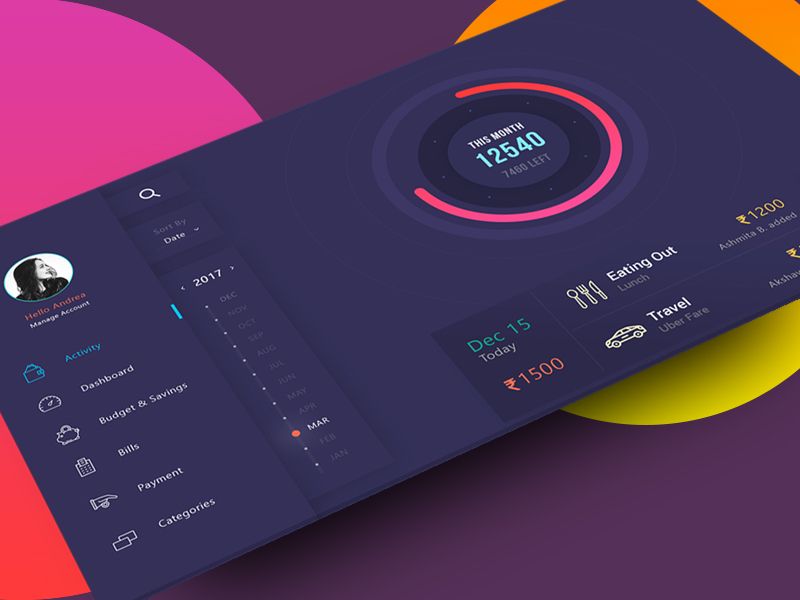 Hello Andrea
Manage Account
Activity
Dashboard
Budget & Savings
Bills
Payment
Categories
Sort By
Date
2017
DEC
NOV
OCT
SEP
AUG
JUL
JUN
MAY
APR
MAR
FEB
JAN
THIS MONTH
12540
7460 LEFT
Dec 15
Today
₹1500
Eating Out
Lunch
₹1200
Ashmita B. added
Travel
Uber Fare
₹